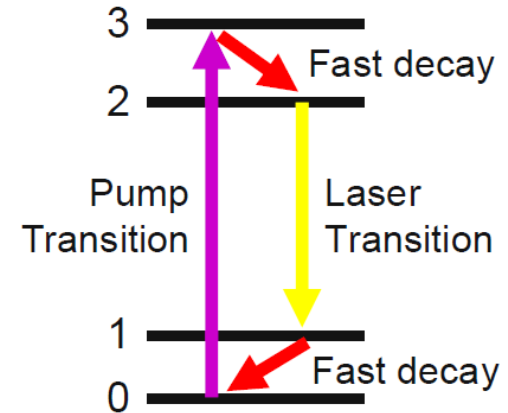 3
Fast decay
2
Pump
Transition
Laser
Transition
1
Fast decay
0